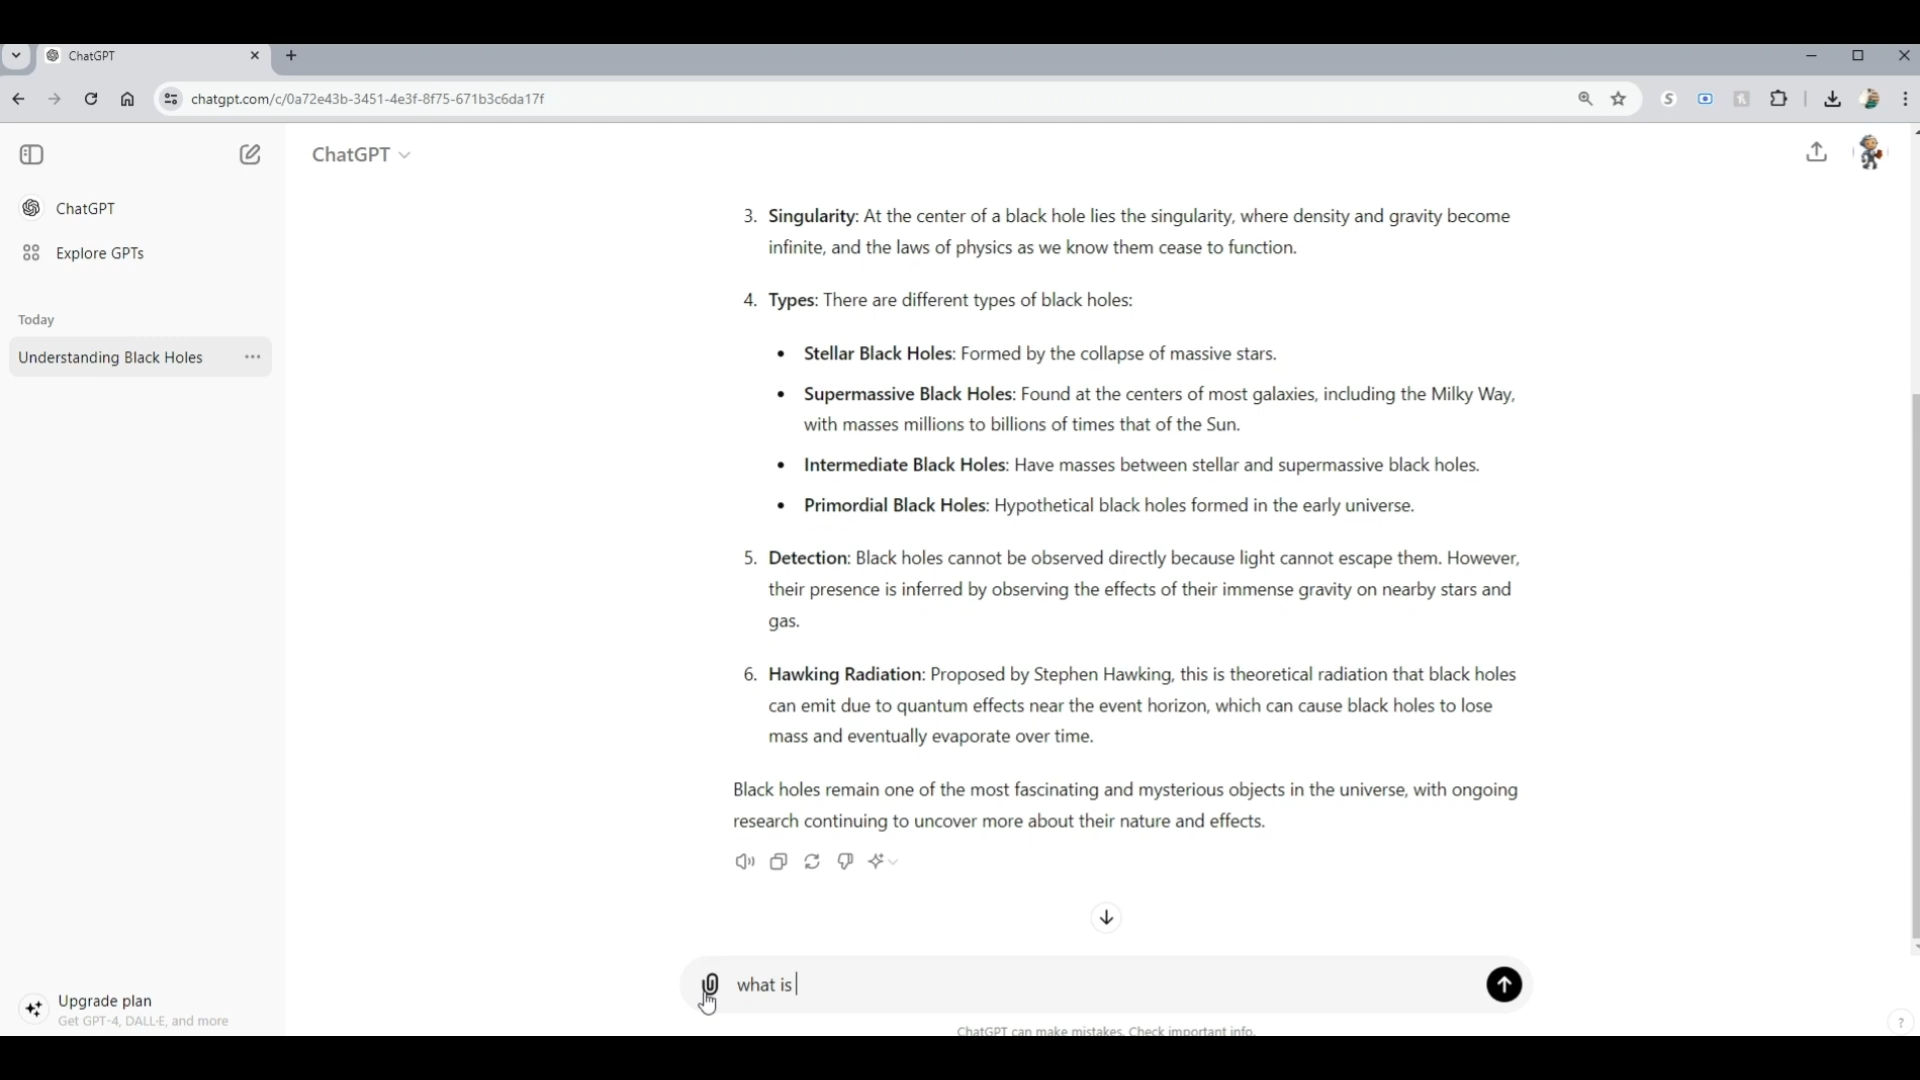 ChatGPT
chatgpt.com/c/0a72e43b-3451-4e3f-8f75-671b3c6da17f
ChatGPT
ChatGPT
Explore GPTs
Today
Understanding Black Holes
3. Singularity: At the center of a black hole lies the singularity, where density and gravity become
infinite, and the laws of physics as we know them cease to function.
4. Types: There are different types of black holes:
• Stellar Black Holes: Formed by the collapse of massive stars.
• Supermassive Black Holes: Found at the centers of most galaxies, including the Milky Way,
with masses millions to billions of times that of the Sun.
• Intermediate Black Holes: Have masses between stellar and supermassive black holes.
• Primordial Black Holes: Hypothetical black holes formed in the early universe.
5. Detection: Black holes cannot be observed directly because light cannot escape them. However,
their presence is inferred by observing the effects of their immense gravity on nearby stars and
gas.
6. Hawking Radiation: Proposed by Stephen Hawking, this is theoretical radiation that black holes
can emit due to quantum effects near the event horizon, which can cause black holes to lose
mass and eventually evaporate over time.
Black holes remain one of the most fascinating and mysterious objects in the universe, with ongoing
research continuing to uncover more about their nature and effects.
what is
Upgrade plan
Get GPT-4, DALL·E, and more
ChatGPT can make mistakes. Check important info.
?